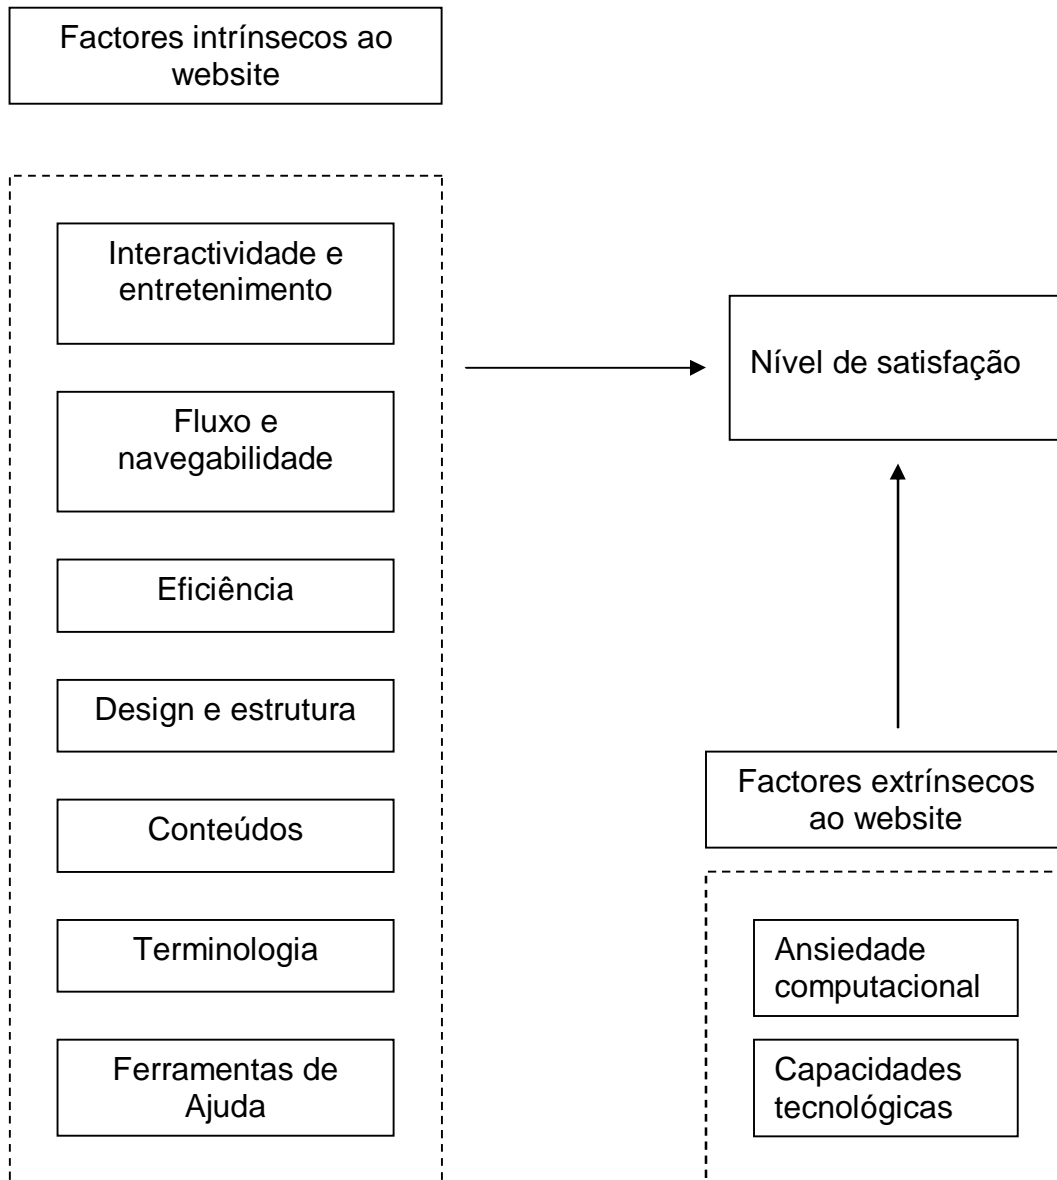 Factores intrínsecos ao
website
Interactividade e
entretenimento
Fluxo e
navegabilidade
Eficiência
Design e estrutura
Conteúdos
Terminologia
Ferramentas de
Ajuda
Nível de satisfação
Factores extrínsecos
ao website
Ansiedade
computacional
Capacidades
tecnológicas